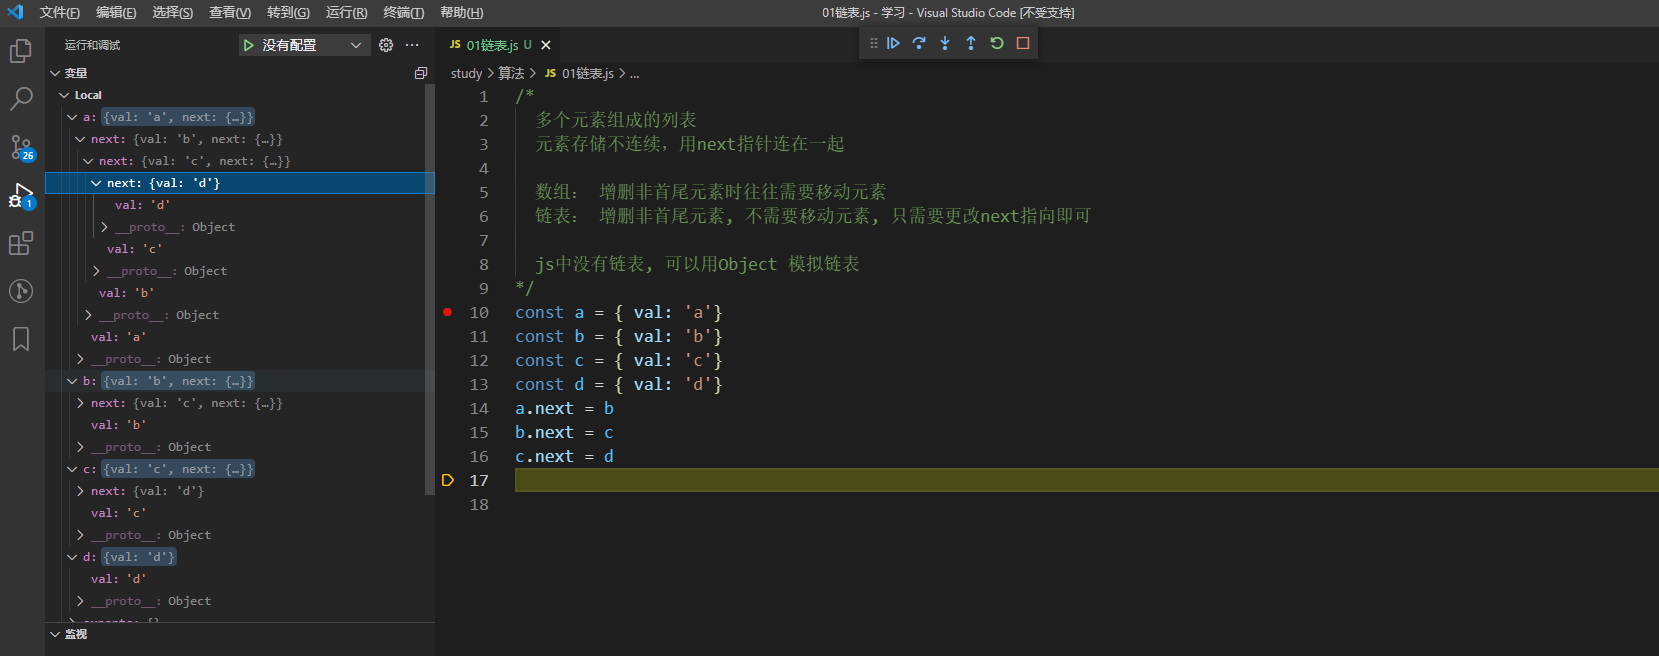 文件(F) 编辑(E) 选择(S) 查看(V) 转到(G) 运行(R) 终端(T) 帮助(H) 01链表.js - 学习 - Visual Studio Code [不受支持]
运行和调试 没有配置 ···
变量
Local
a: {val: 'a', next: {…}}
next: {val: 'b', next: {…}}
next: {val: 'c', next: {…}}
next: {val: 'd'}
val: 'd'
__proto__: Object
val: 'c'
__proto__: Object
val: 'b'
__proto__: Object
val: 'a'
__proto__: Object
b: {val: 'b', next: {…}}
next: {val: 'c', next: {…}}
val: 'b'
__proto__: Object
c: {val: 'c', next: {…}}
next: {val: 'd'}
val: 'c'
__proto__: Object
d: {val: 'd'}
val: 'd'
__proto__: Object
监视
26
1
JS 01链表.js U
study > 算法 > JS 01链表.js > ...
1 /*
2 多个元素组成的列表
3 元素存储不连续，用next指针连在一起
4
5 数组： 增删非首尾元素时往往需要移动元素
6 链表： 增删非首尾元素, 不需要移动元素, 只需要更改next指向即可
7
8 js中没有链表, 可以用Object 模拟链表
9 */
10 const a = { val: 'a'}
11 const b = { val: 'b'}
12 const c = { val: 'c'}
13 const d = { val: 'd'}
14 a.next = b
15 b.next = c
16 c.next = d
17
18